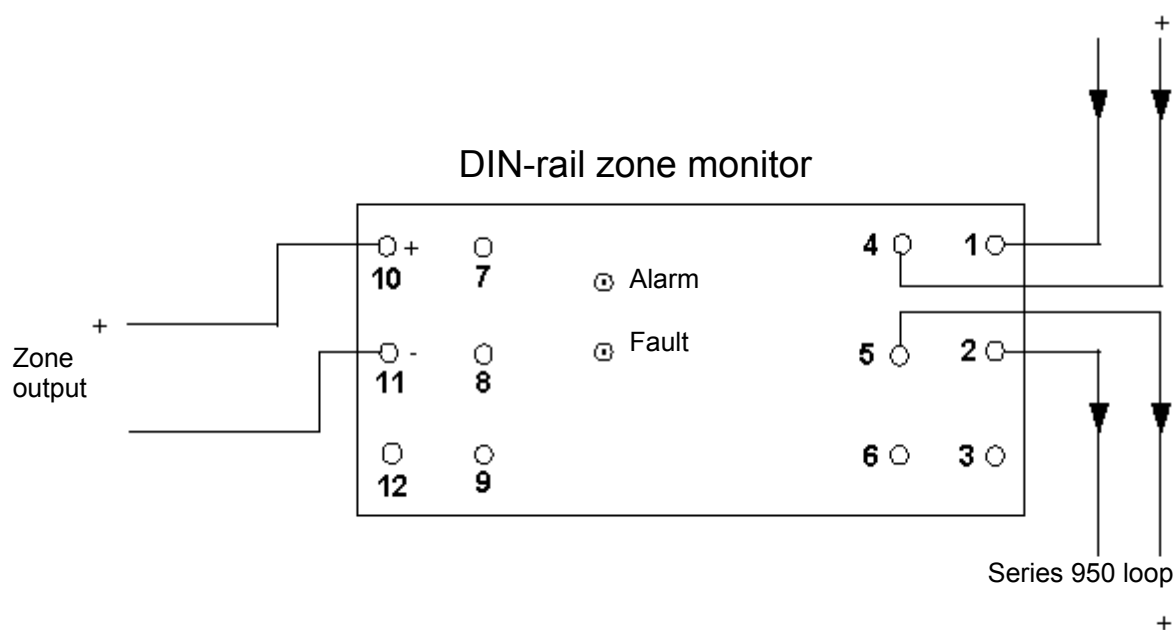 +
DIN-rail zone monitor
+
10
7
4
1
Alarm
+
Zone
output
-
11
8
Fault
5
2
12
9
6
3
Series 950 loop
+